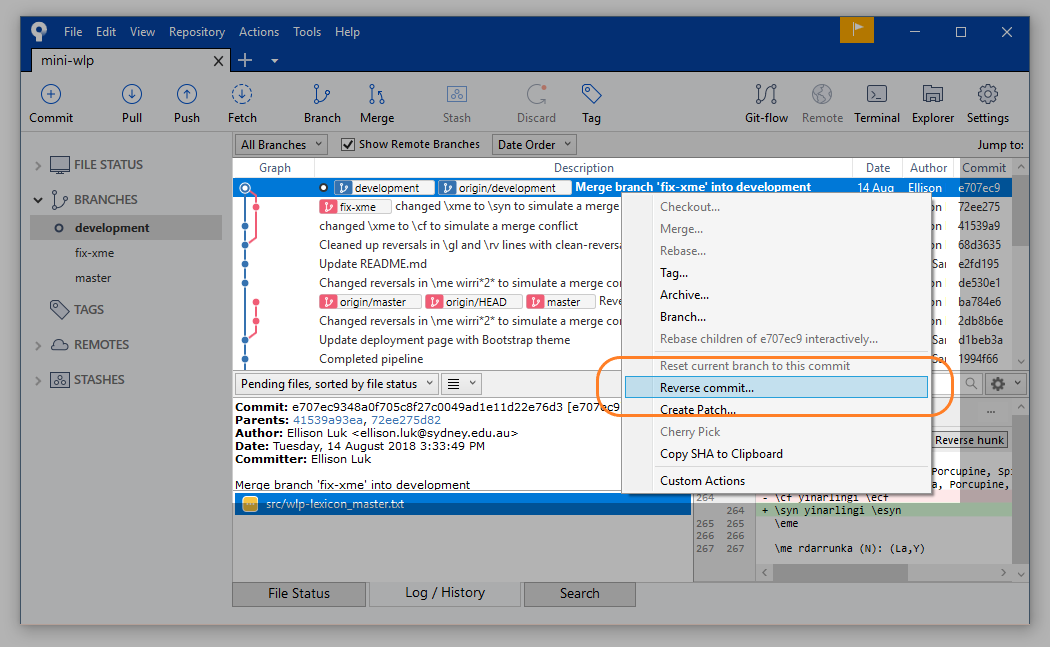 File Edit View Repository Actions Tools Help
mini-wlp
Commit Pull Push Fetch Branch Merge Stash Discard Tag Git-flow Remote Terminal Explorer Settings
All Branches Show Remote Branches Date Order Jump to:
FILE STATUS
BRANCHES
development
fix-xme
master
TAGS
REMOTES
STASHES
Graph Description Date Author Commit
development origin/development Merge branch 'fix-xme' into development 14 Aug Ellison e707ec9
fix-xme changed \xme to \syn to simulate a merge 72ee275
changed \xme to \cf to simulate a merge conflict on 41539a9
Cleaned up reversals in \gl and \rv lines with clean-reversa on 68d3635
Update README.md Sar e2fd195
Changed reversals in \me wirri*2* to simulate a merge co on de530e1
origin/master origin/HEAD master Reve on ba784e6
Changed reversals in \me wirri*2* to simulate a merge co on 2db8b6e
Update deployment page with Bootstrap theme Sar d1beb3a
Completed pipeline Sar 1994f66
Checkout...
Merge...
Rebase...
Tag...
Archive...
Branch...
Rebase children of e707ec9 interactively...
Reset current branch to this commit
Reverse commit...
Create Patch...
Cherry Pick
Copy SHA to Clipboard
Custom Actions
Pending files, sorted by file status
Commit: e707ec9348a0f705c8f27c0049ad1e11d22e76d3 [e707ec9
Parents: 41539a93ea, 72ee275d82
Author: Ellison Luk <ellison.luk@sydney.edu.au>
Date: Tuesday, 14 August 2018 3:33:49 PM
Committer: Ellison Luk
Merge branch 'fix-xme' into development
src/wlp-lexicon_master.txt
...
Reverse hunk
Porcupine, Spi
a, Porcupine,
264 - \cf yinarlingi \ecf
264 + \syn yinarlingi \esyn
265 265 \eme
266 266
267 267 \me rdarrunka (N): (La,Y)
File Status Log / History Search